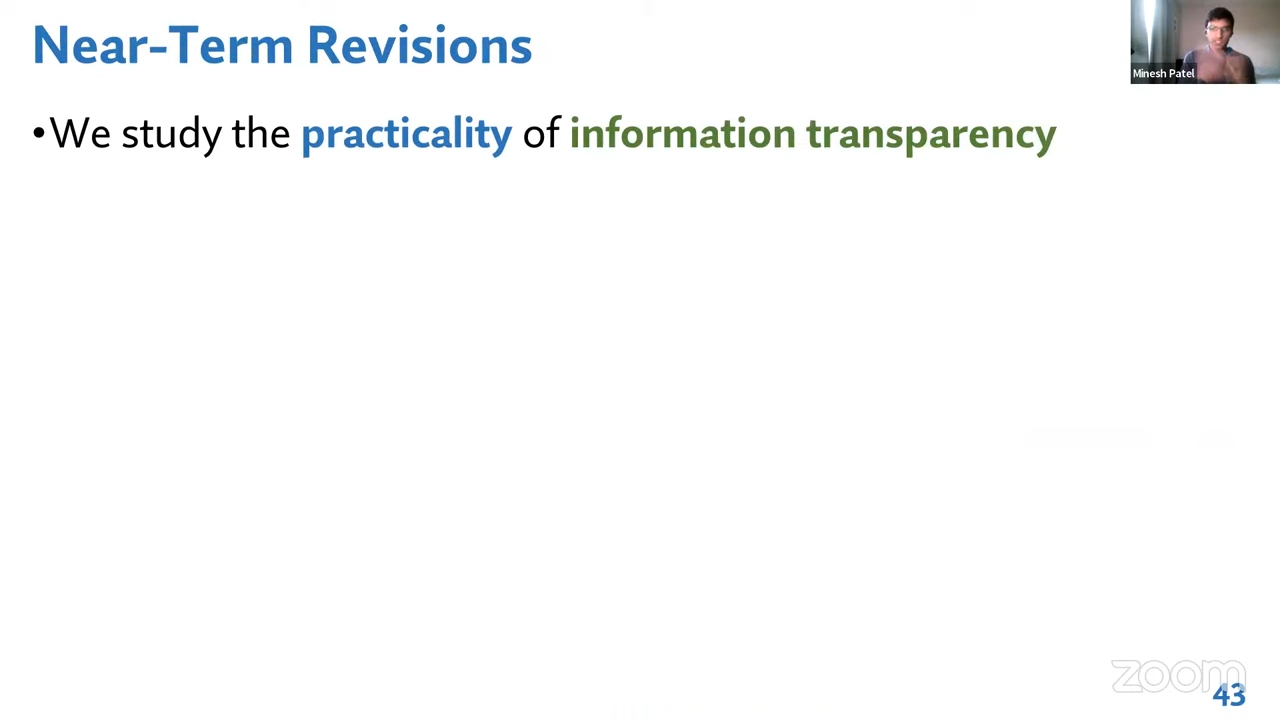 Near-Term Revisions
Minesh Patel
•We study the practicality of information transparency
zoom
43